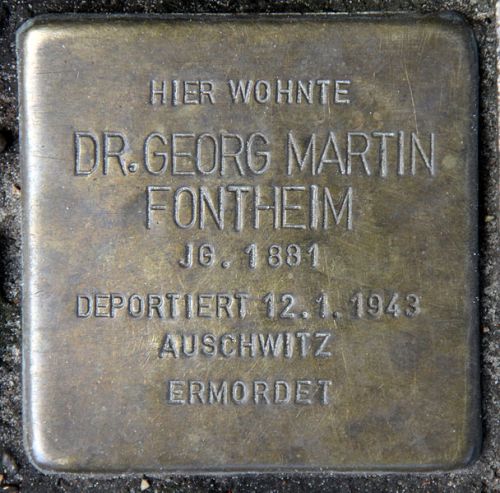 HIER WOHNTE
DR. GEORG MARTIN
FONTHEIM
JG. 1881
DEPORTIERT 12.1.1943
AUSCHWITZ
ERMORDET